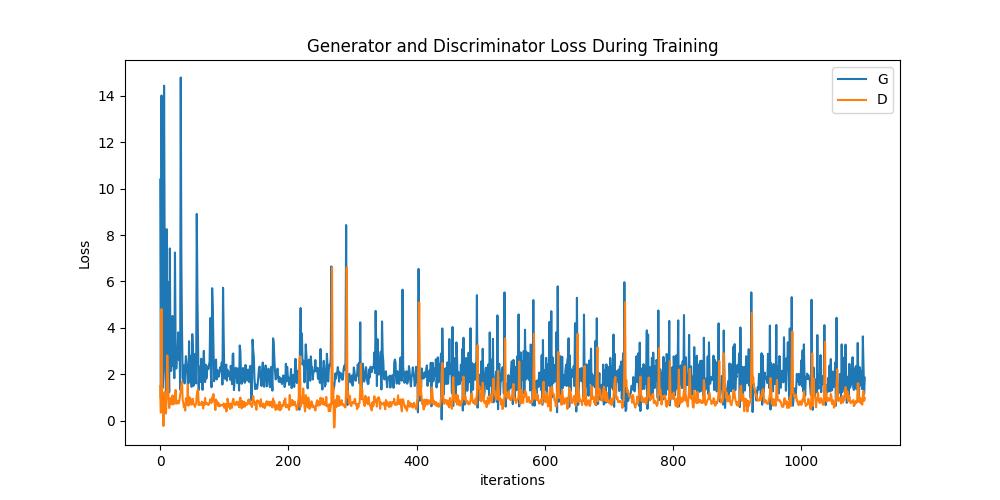 Generator and Discriminator Loss During Training
G
D
14
12
10
8
6
4
2
0
Loss
0 200 400 600 800 1000
iterations